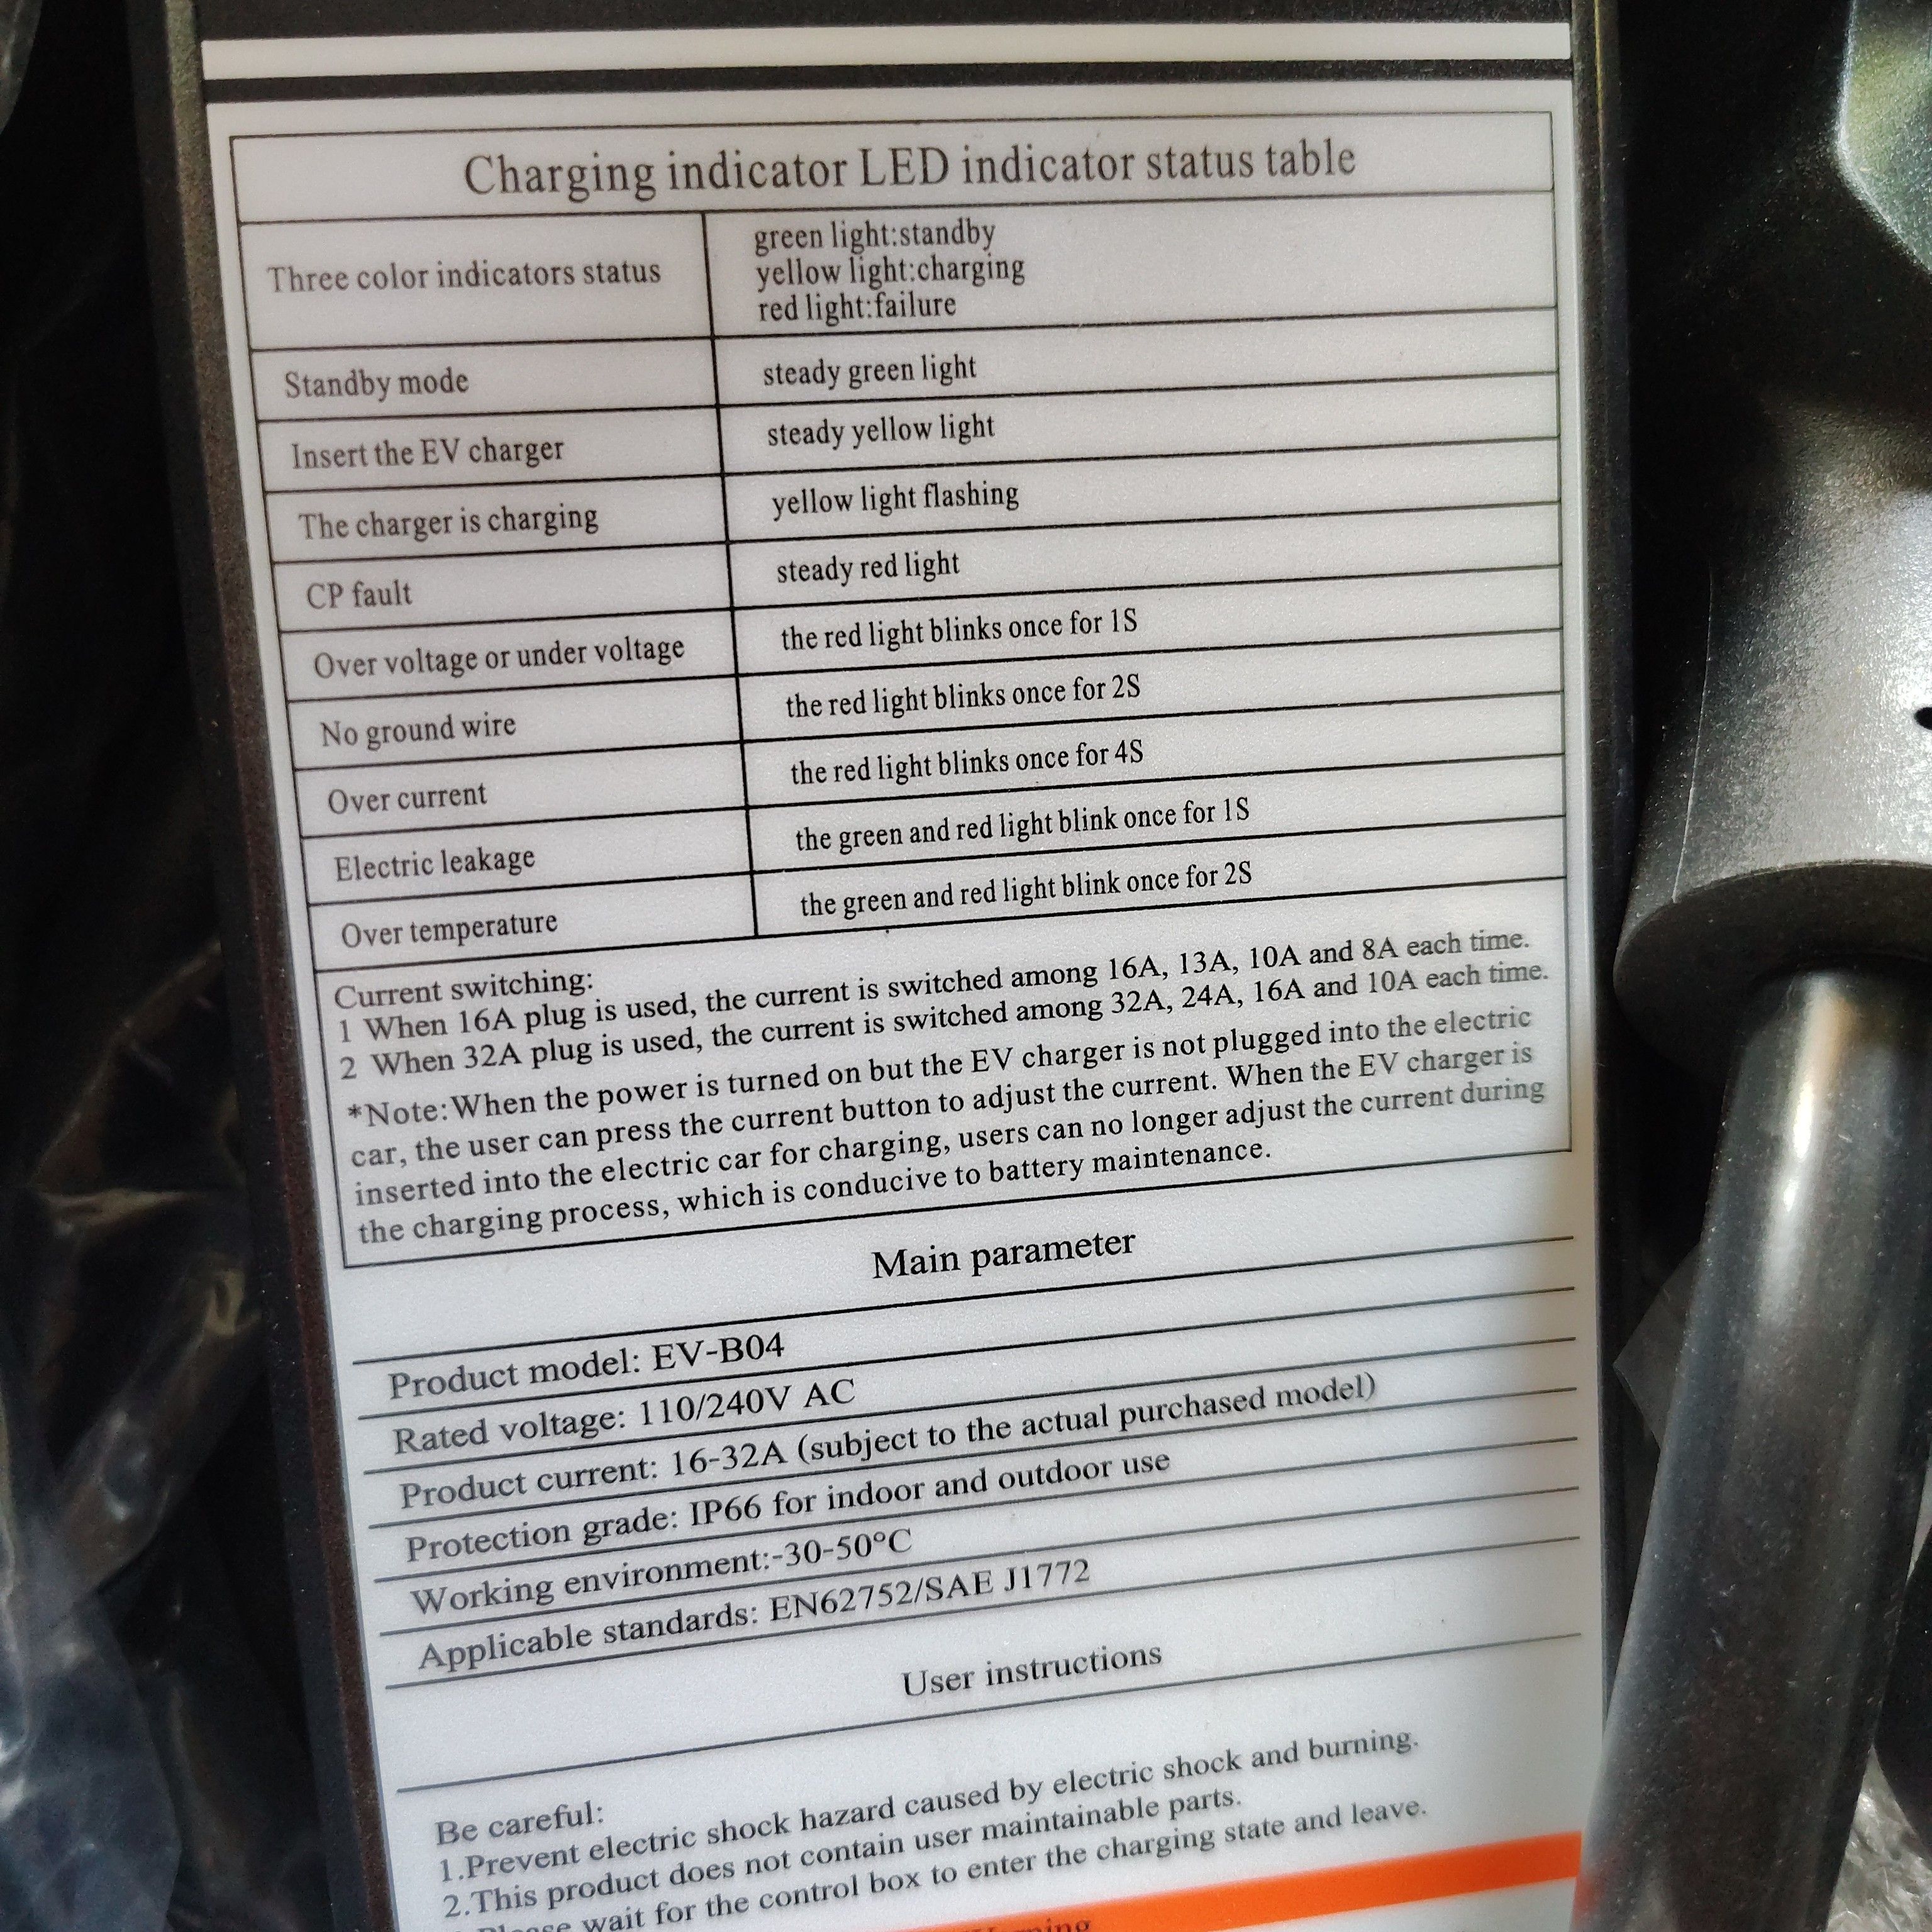 Charging indicator LED indicator status table
Three color indicators status
green light:standby
yellow light:charging
red light:failure
Standby mode
steady green light
Insert the EV charger
steady yellow light
The charger is charging
yellow light flashing
CP fault
steady red light
Over voltage or under voltage
the red light blinks once for 1S
No ground wire
the red light blinks once for 2S
Over current
the red light blinks once for 4S
Electric leakage
the green and red light blink once for 1S
Over temperature
the green and red light blink once for 2S
Current switching:
1 When 16A plug is used, the current is switched among 16A, 13A, 10A and 8A each time.
2 When 32A plug is used, the current is switched among 32A, 24A, 16A and 10A each time.
*Note:When the power is turned on but the EV charger is not plugged into the electric
car, the user can press the current button to adjust the current. When the EV charger is
inserted into the electric car for charging, users can no longer adjust the current during
the charging process, which is conducive to battery maintenance.
Main parameter
Product model: EV-B04
Rated voltage: 110/240V AC
Product current: 16-32A (subject to the actual purchased model)
Protection grade: IP66 for indoor and outdoor use
Working environment:-30-50°C
Applicable standards: EN62752/SAE J1772
User instructions
Be careful:
1.Prevent electric shock hazard caused by electric shock and burning.
2.This product does not contain user maintainable parts.
wait for the control box to enter the charging state and leave.